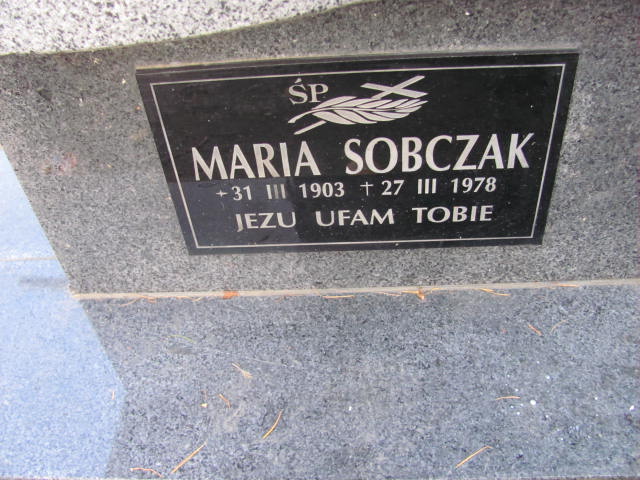 ŚP.
MARIA SOBCZAK
+31 III 1903 † 27 III 1978
JEZU UFAM TOBIE